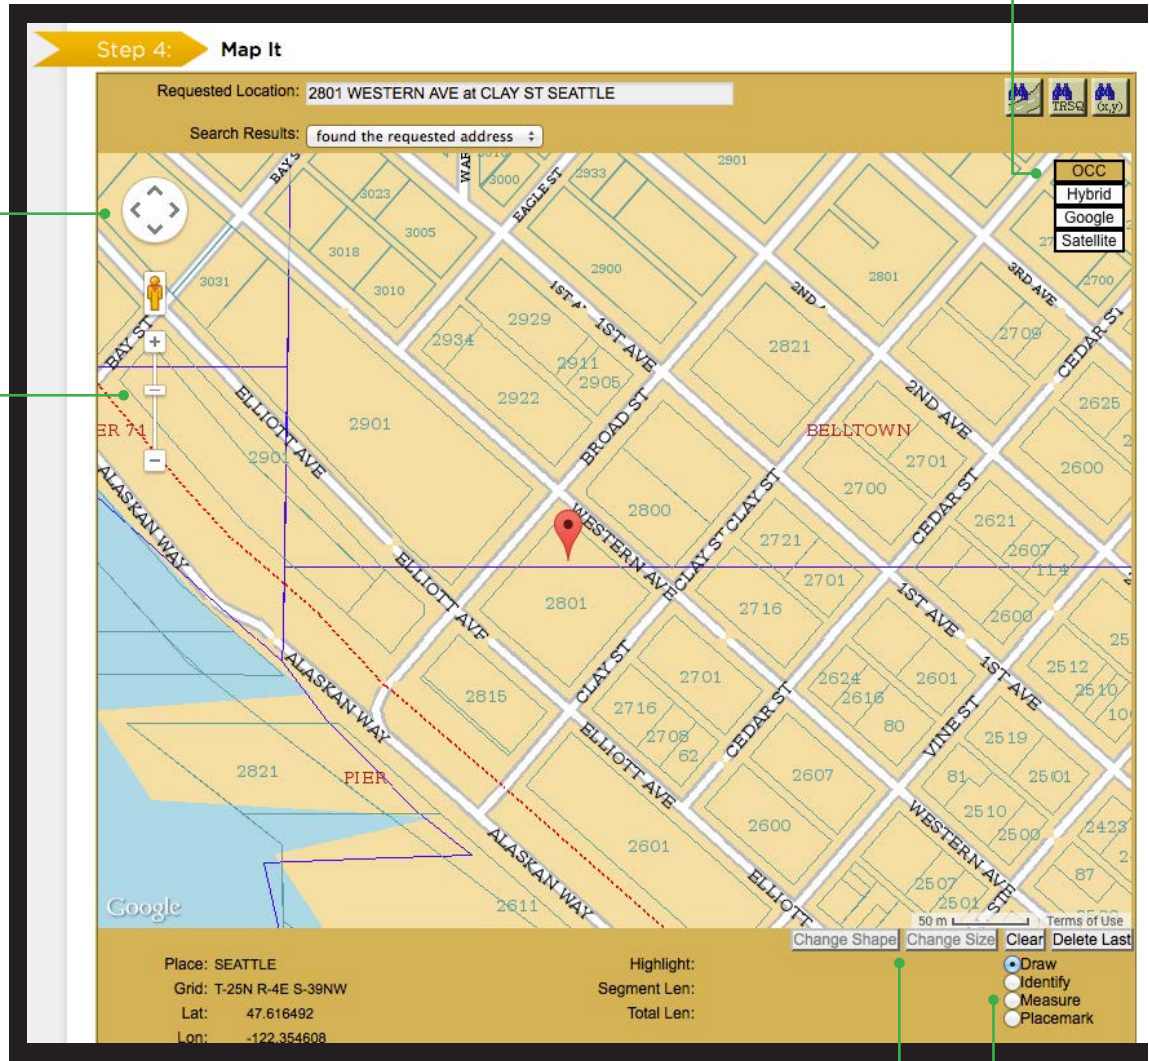 Step 4: Map It
Requested Location: 2801 WESTERN AVE at CLAY ST SEATTLE
TRSQ (x,y)
Search Results: found the requested address
OCC
Hybrid
Google
Satellite
BAY ST
3000
2933
2901
EAGLE ST
3023
3005
3018
3031
3010
2900
2801
3RD AVE
2700
1ST AVE
2ND
2929
1ST AVE
2934
2911
2905
2821
2709
CEDAR ST
BAY ST
2922
2ND AVE
2625
ELLIOTT AVE
2901
BROAD ST
BELLTOWN
ER 71
2901
2701
2600
2700
CLAY ST
CEDAR ST
ALASKAN WAY
2800
2621
WESTERN AVE
2721
2607
114
ELLIOTT AVE
CLAY ST
2701
1ST AVE
2801
2716
2600
25
ALASKAN WAY
CLAY ST
2701
2624
2601
1ST AVE
2512
2815
2716
2616
2510
CEDAR ST
80
VINE ST
10
2708
62
2519
ELLIOTT AVE
2821
PIER
2607
81
2501
2510
WESTERN AVE
2600
2500
2423
ALASKAN WAY
2601
87
2507
Google
2611
ELLIOTT
2501
50 m Terms of Use
Change Shape Change Size Clear Delete Last
Place: SEATTLE
Grid: T-25N R-4E S-39NW
Lat: 47.616492
Lon: -122.354608
Highlight:
Segment Len:
Total Len:
Draw
Identify
Measure
Placemark